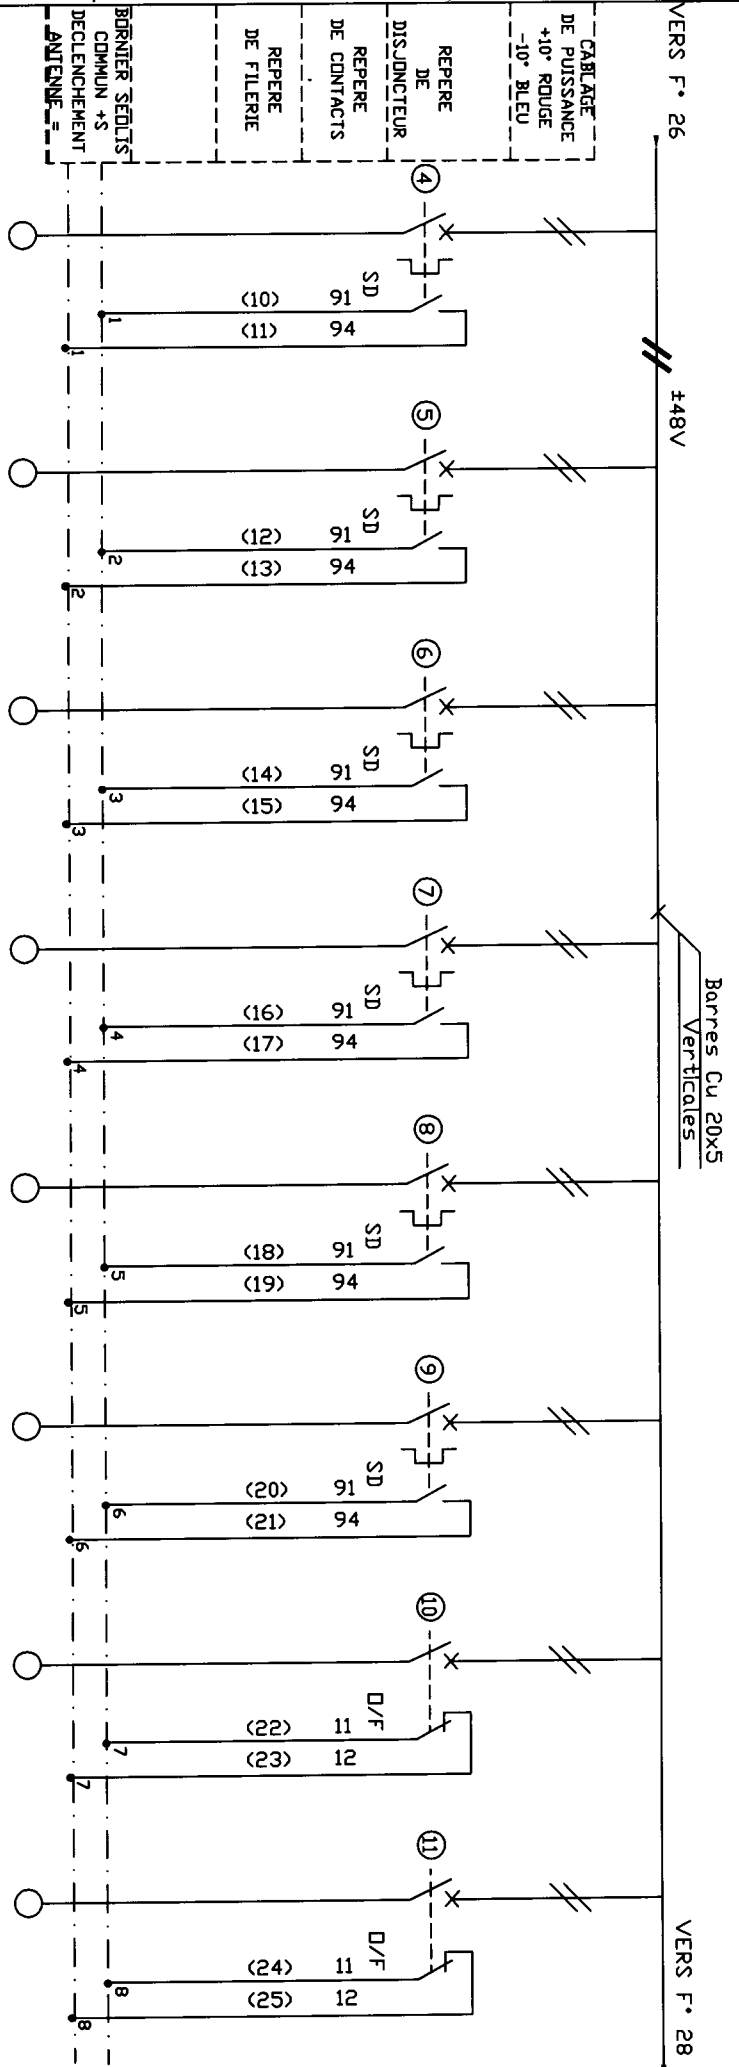 VERS F° 26
±48V
Barres Cu 20x5
Verticales
VERS F° 28
CABLAGE
DE PUISSANCE
+10° ROUGE
-10° BLEU
REPERE
DE
DISJONCTEUR
REPERE
DE CONTACTS
REPERE
DE FILERIE
BORNIER SEDLIS
COMMUN +S
DECLENCHEMENT
ANTENNE =
4
SD
(10) 91
(11) 94
1
1
5
SD
(12) 91
(13) 94
2
2
6
SD
(14) 91
(15) 94
3
3
7
SD
(16) 91
(17) 94
4
4
8
SD
(18) 91
(19) 94
5
5
9
SD
(20) 91
(21) 94
6
6
10
O/F
(22) 11
(23) 12
7
7
11
O/F
(24) 11
(25) 12
8
8